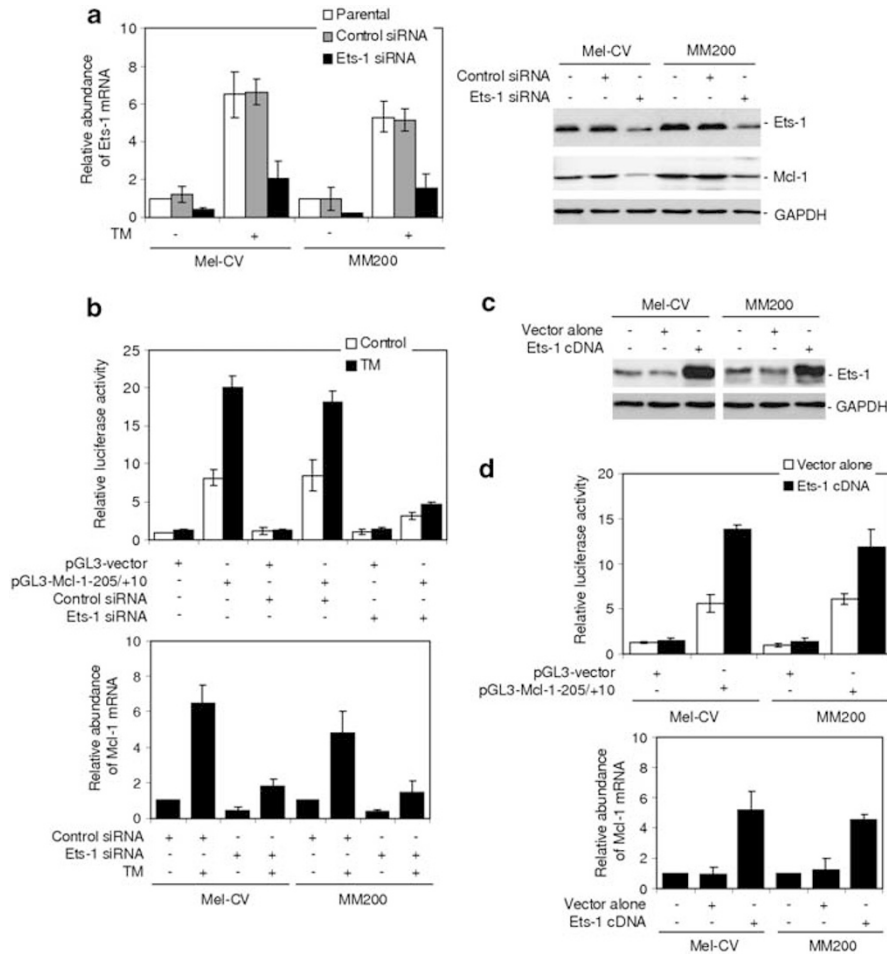 a
Parental
Control siRNA
Ets-1 siRNA
Relative abundance
of Ets-1 mRNA
10
8
6
4
2
0
TM - + - +
Mel-CV MM200
Mel-CV MM200
Control siRNA - + - - + -
Ets-1 siRNA - - + - - +
- Ets-1
- Mcl-1
- GAPDH
b
Control
TM
Relative luciferase activity
25
20
15
10
5
0
pGL3-vector + - + - + -
pGL3-Mcl-1-205/+10 - + - + - +
Control siRNA - - + + - -
Ets-1 siRNA - - - - + +
Relative abundance
of Mcl-1 mRNA
10
8
6
4
2
0
Control siRNA + + - - + + - -
Ets-1 siRNA - - + + - - + +
TM - + - + - + - +
Mel-CV MM200
c
Mel-CV MM200
Vector alone - + - - + -
Ets-1 cDNA - - + - - +
- Ets-1
- GAPDH
d
Vector alone
Ets-1 cDNA
Relative luciferase activity
20
15
10
5
0
pGL3-vector + - + -
pGL3-Mcl-1-205/+10 - + - +
Mel-CV MM200
Relative abundance
of Mcl-1 mRNA
10
8
6
4
2
0
Vector alone - + - - + -
Ets-1 cDNA - - + - - +
Mel-CV MM200